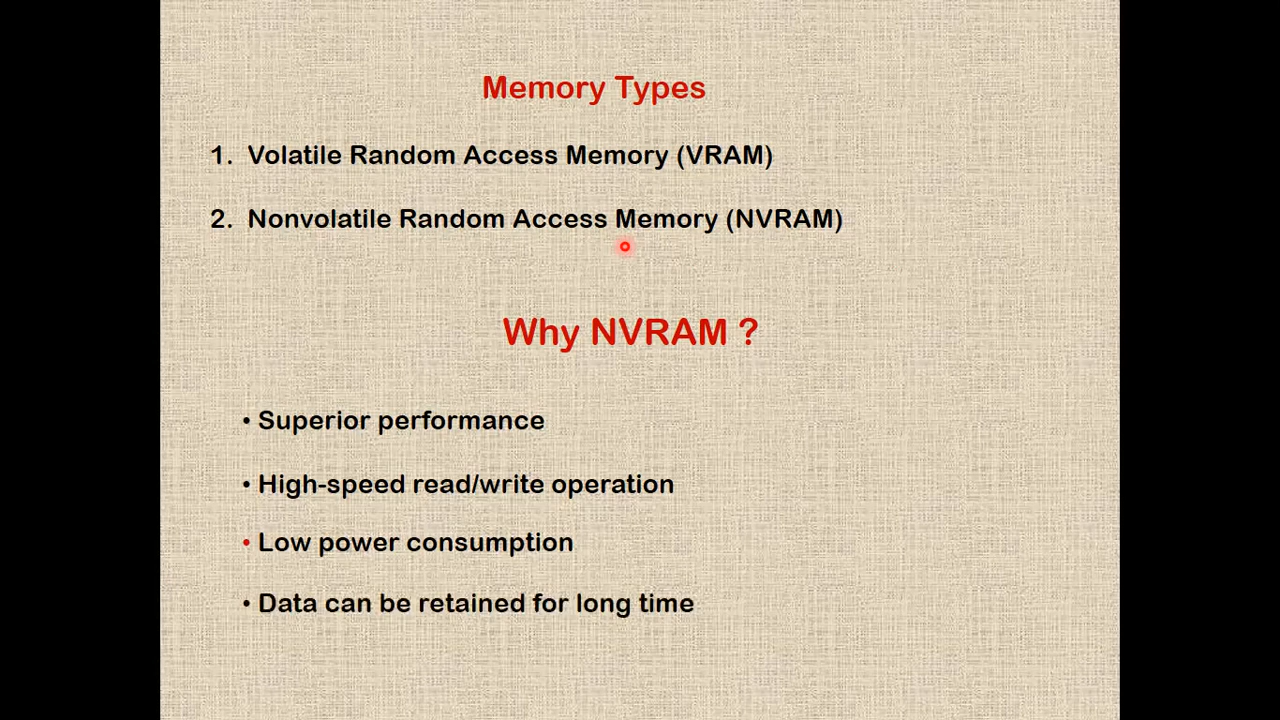 Memory Types
1. Volatile Random Access Memory (VRAM)
2. Nonvolatile Random Access Memory (NVRAM)
Why NVRAM ?
• Superior performance
• High-speed read/write operation
• Low power consumption
• Data can be retained for long time